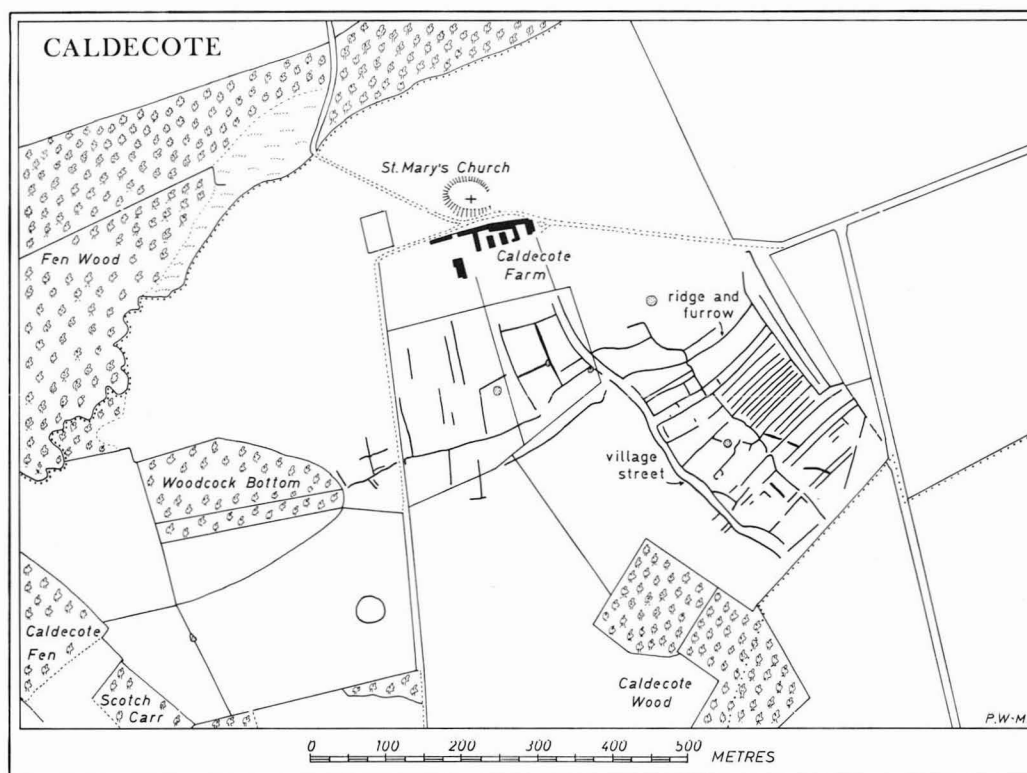 CALDECOTE
St. Mary's Church
Fen Wood
Caldecote
Farm
ridge and
furrow
village
street
Woodcock Bottom
Caldecote
Fen
Scotch
Carr
Caldecote
Wood
P.W-M.
0 100 200 300 400 500 METRES